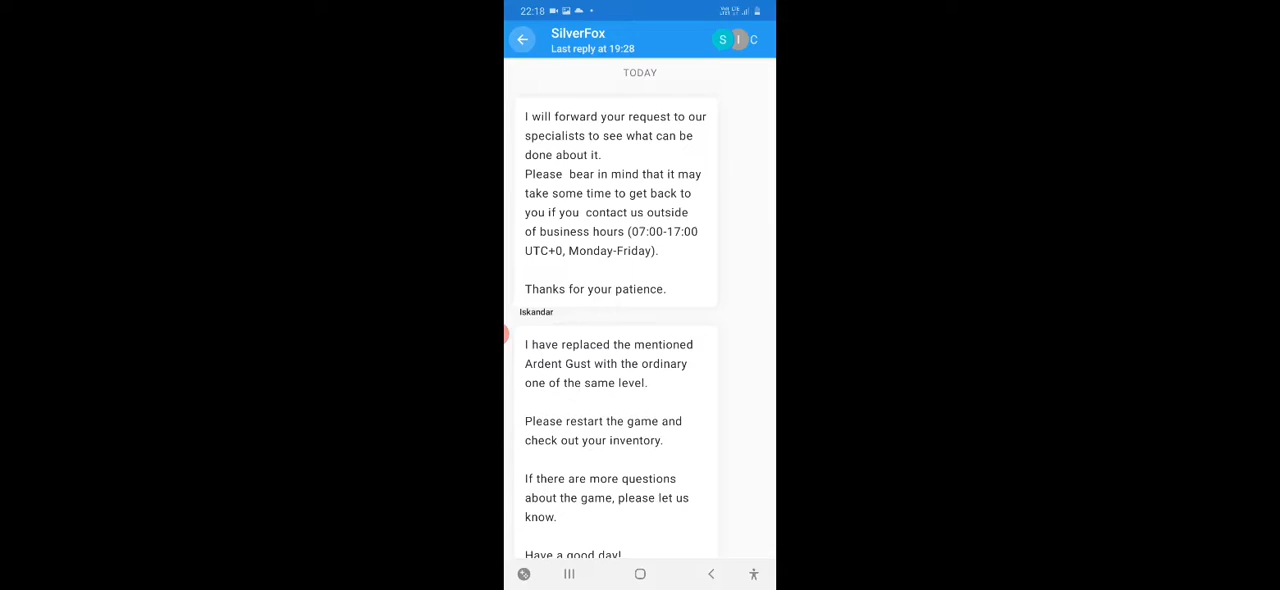 22:18
SilverFox
Last reply at 19:28
S I C
TODAY
I will forward your request to our
specialists to see what can be
done about it.
Please  bear in mind that it may
take some time to get back to
you if you  contact us outside
of business hours (07:00-17:00
UTC+0, Monday-Friday).
Thanks for your patience.
Iskandar
I have replaced the mentioned
Ardent Gust with the ordinary
one of the same level.
Please restart the game and
check out your inventory.
If there are more questions
about the game, please let us
know.
Have a good day!